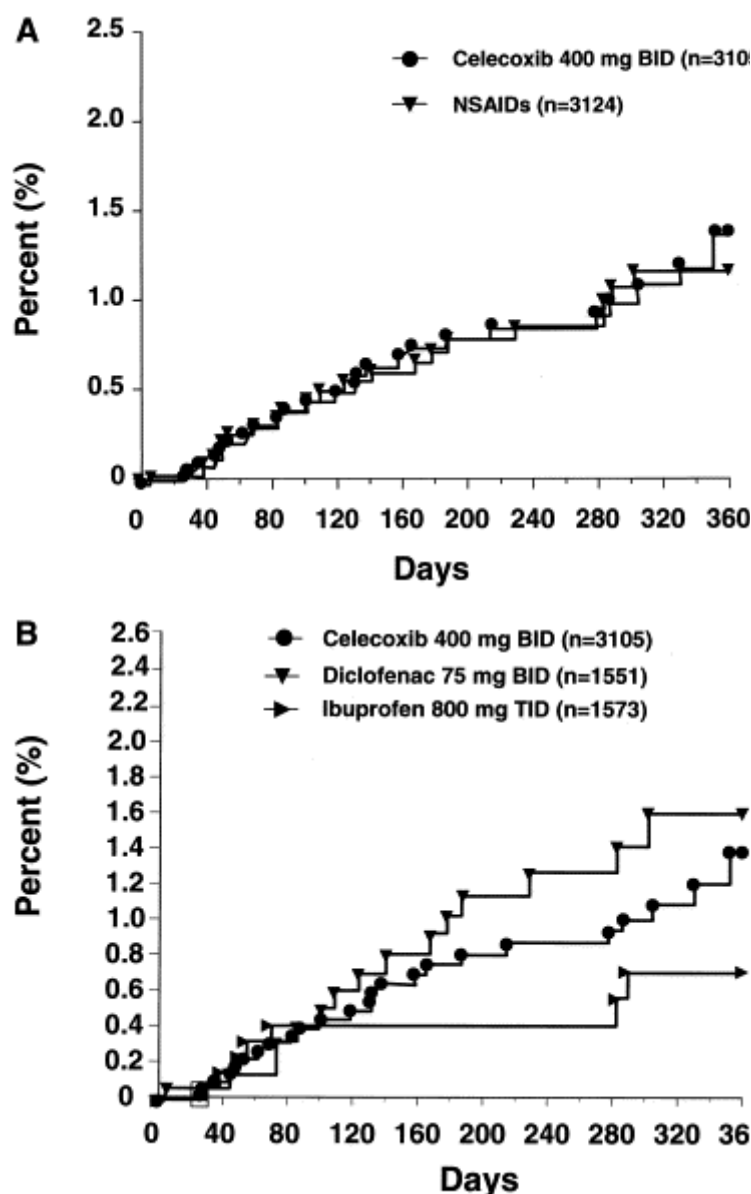 A
2.5
Celecoxib 400 mg BID (n=3105
NSAIDs (n=3124)
2.0
1.5
1.0
0.5
0
Percent (%)
0 40 80 120 160 200 240 280 320 360
Days
B
2.6
Celecoxib 400 mg BID (n=3105)
2.4
Diclofenac 75 mg BID (n=1551)
2.2
Ibuprofen 800 mg TID (n=1573)
2.0
1.8
1.6
1.4
1.2
1.0
0.8
0.6
0.4
0.2
0
Percent (%)
0 40 80 120 160 200 240 280 320 36
Days